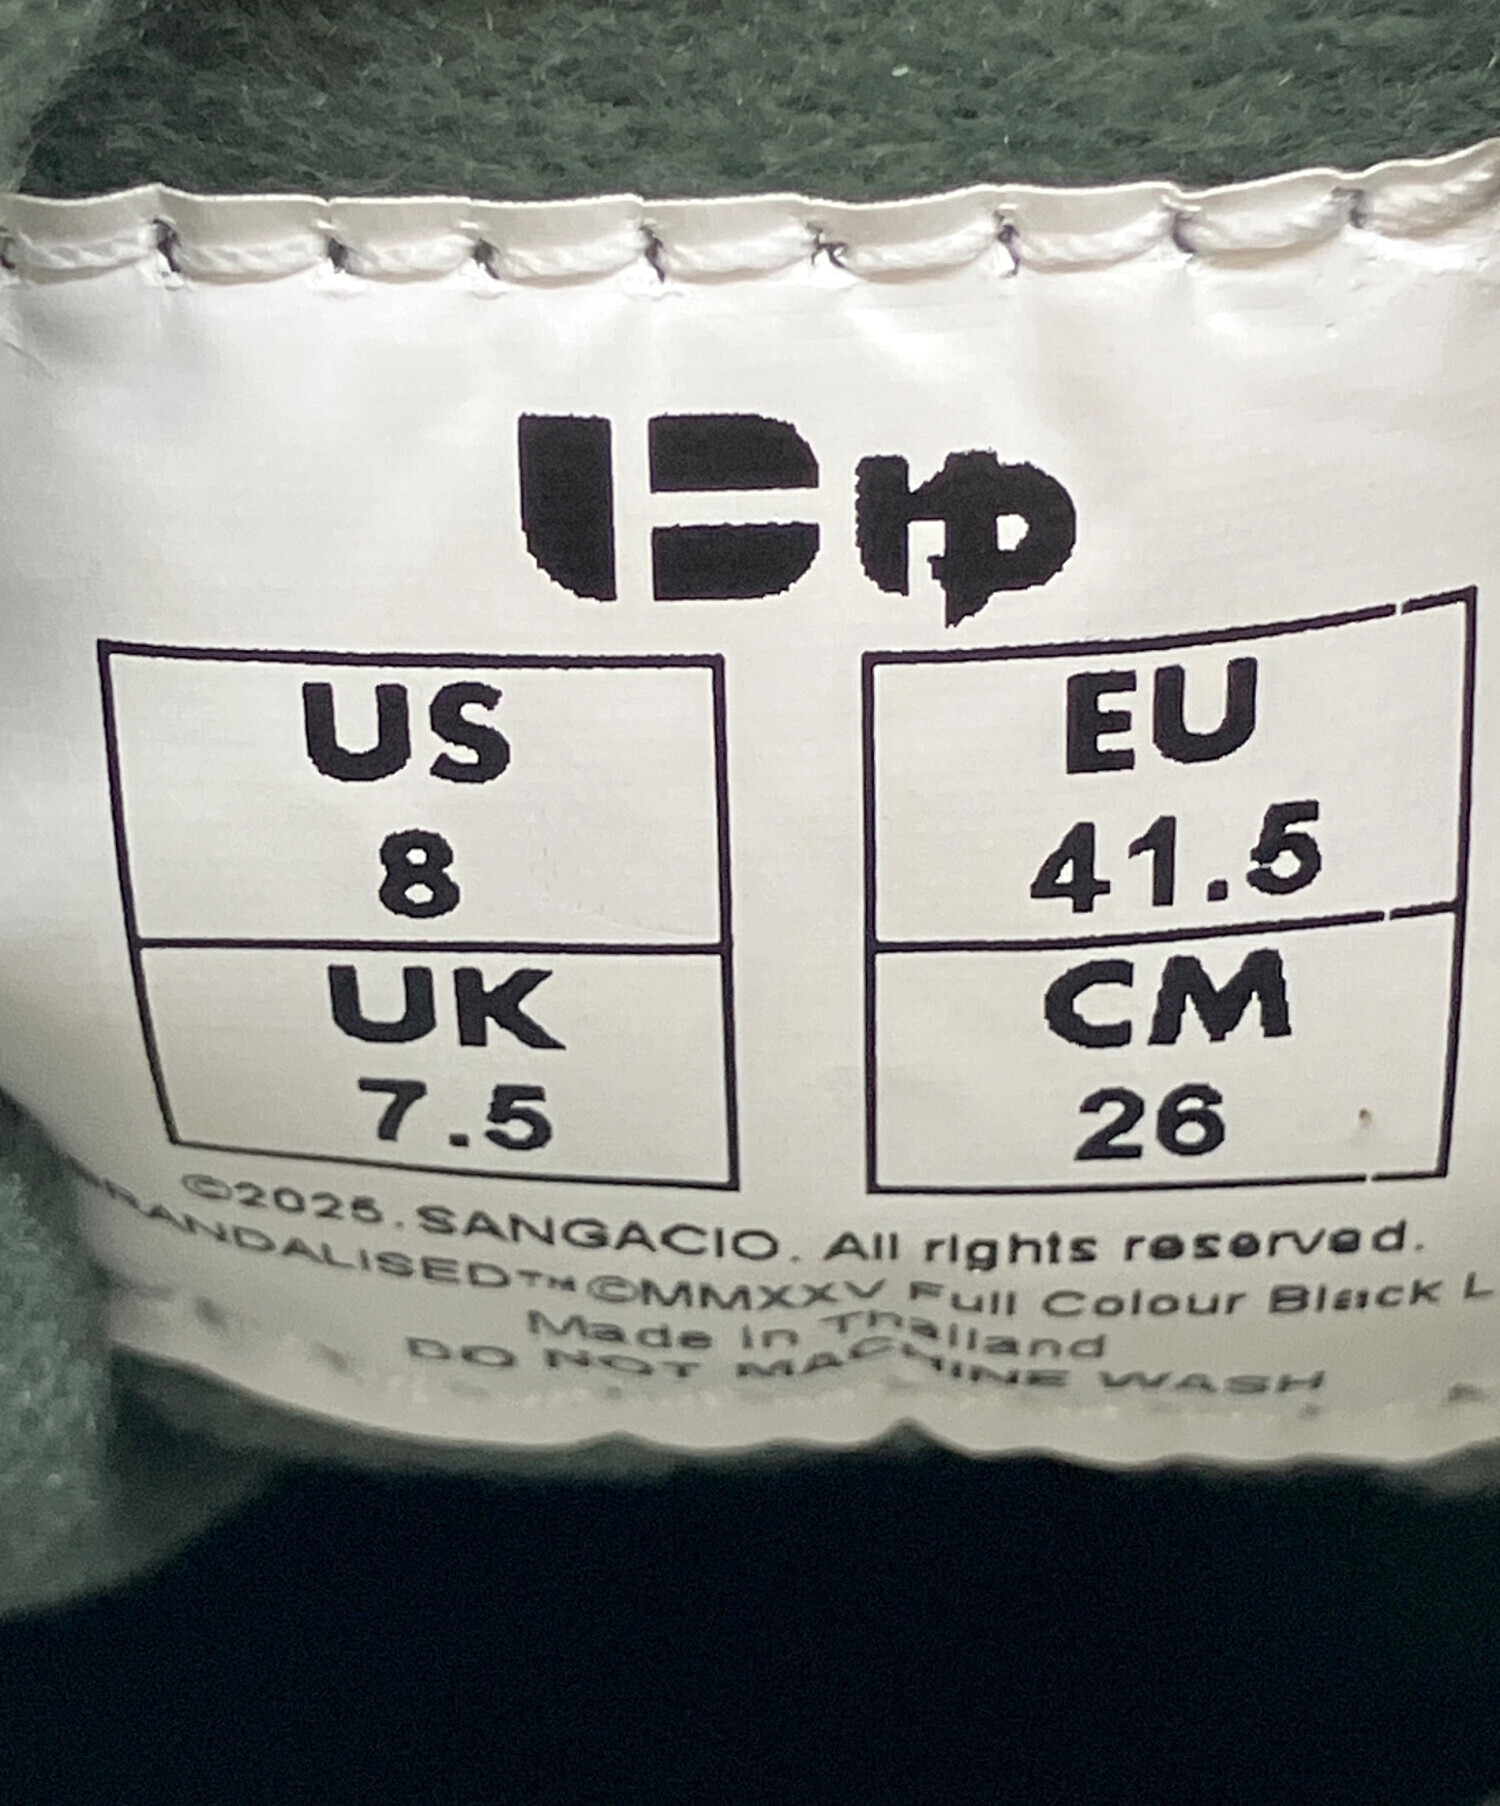 US
8
EU
41.5
UK
7.5
CM
26
©2025. SANGACIO. All rights reserved.
BRANDALISED™©MMXXV Full Colour Black L
Made in Thailand
DO NOT MACHINE WASH